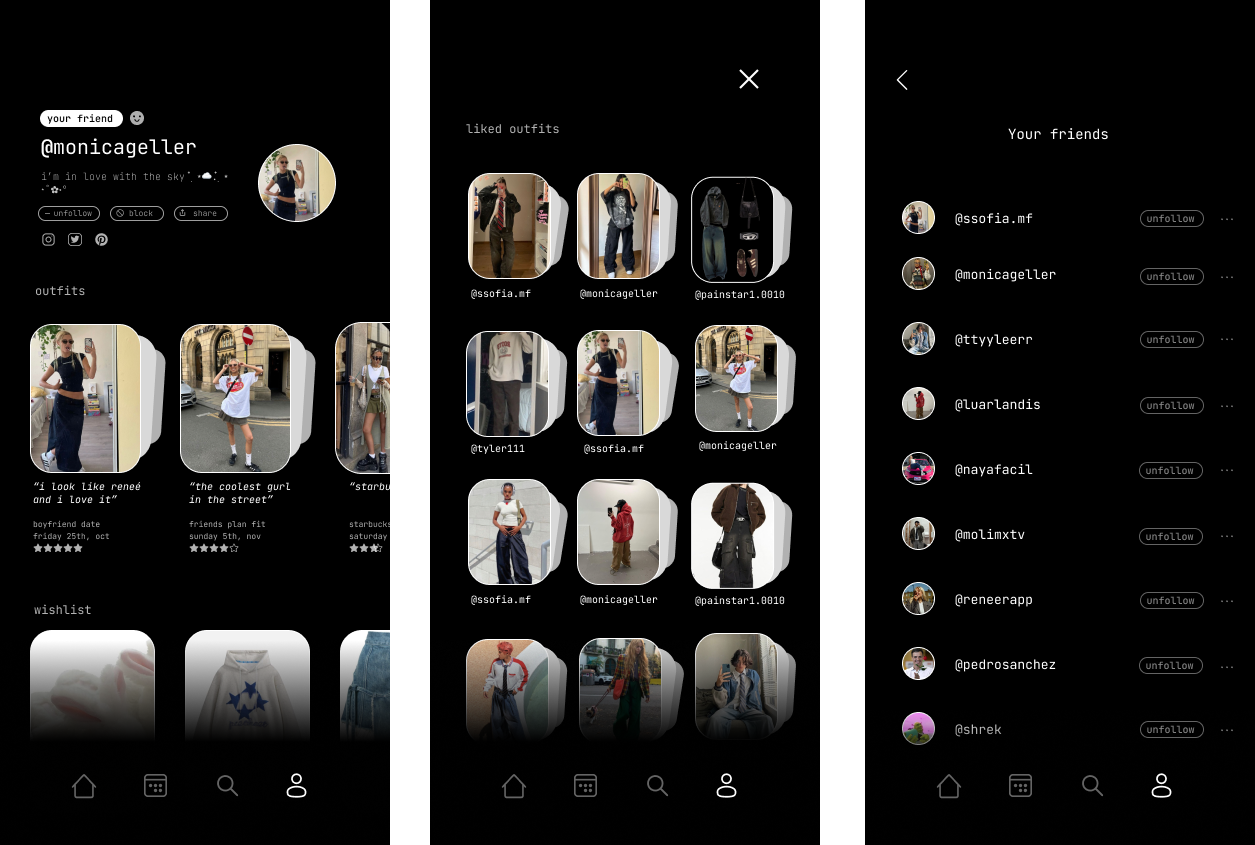 your friend
@monicageller
i'm in love with the sky
unfollow
block
share
outfits
"i look like reneé
and i love it"
boyfriend date
friday 25th, oct
"the coolest gurl
in the street"
friends plan fit
sunday 5th, nov
"starbu
starbucks
saturday
wishlist
liked outfits
@ssofia.mf
@monicageller
@painstar1.0010
@tyler111
@ssofia.mf
@monicageller
@ssofia.mf
@monicageller
@painstar1.0010
Your friends
@ssofia.mf
unfollow
@monicageller
unfollow
@ttyyleerr
unfollow
@luarlandis
unfollow
@nayafacil
unfollow
@molimxtv
unfollow
@reneerapp
unfollow
@pedrosanchez
unfollow
@shrek
unfollow